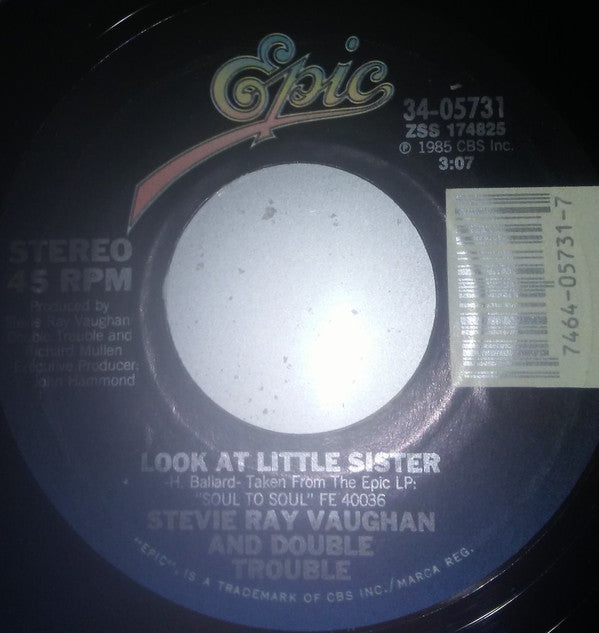 Epic
34-05731
ZSS 174825
℗ 1985 CBS Inc.
3:07
STEREO
45 RPM
Produced by
Stevie Ray Vaughan
Double Trouble and
Richard Mullen
Executive Producer:
John Hammond
7464-05731-7
LOOK AT LITTLE SISTER
-H. Ballard- Taken From The Epic LP:
"SOUL TO SOUL" FE 40036
STEVIE RAY VAUGHAN
AND DOUBLE
TROUBLE
"EPIC", IS A TRADEMARK OF CBS INC./MARCA REG.